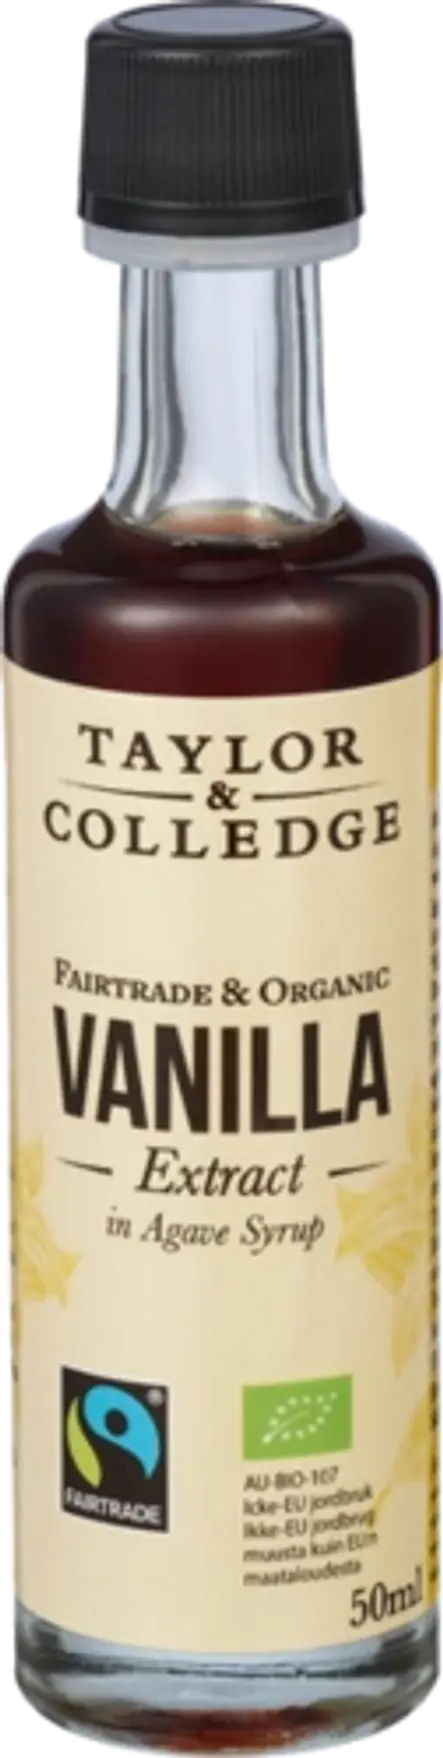 TAYLOR
&
COLLEDGE
FAIRTRADE & ORGANIC
VANILLA
Extract
in Agave Syrup
FAIRTRADE
®
AU-BIO-107
Icke-EU jordbruk
Ikke-EU jordbrug
muusta kuin EU:n
maataloudesta
50ml